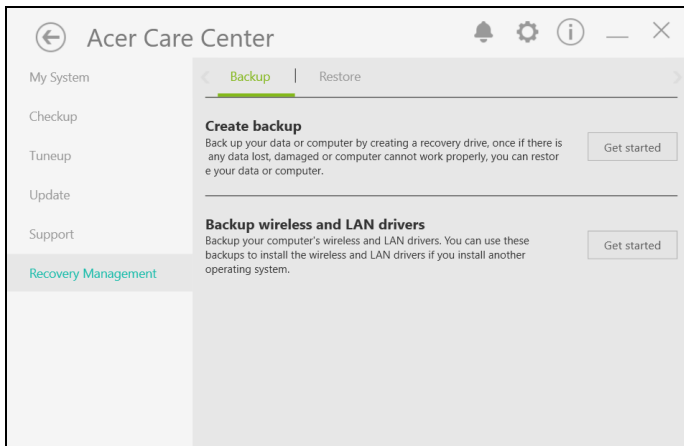 Acer Care Center
My System
Checkup
Tuneup
Update
Support
Recovery Management
Backup | Restore
Create backup
Back up your data or computer by creating a recovery drive, once if there is
any data lost, damaged or computer cannot work properly, you can restor
e your data or computer.
Get started
Backup wireless and LAN drivers
Backup your computer's wireless and LAN drivers. You can use these
backups to install the wireless and LAN drivers if you install another
operating system.
Get started